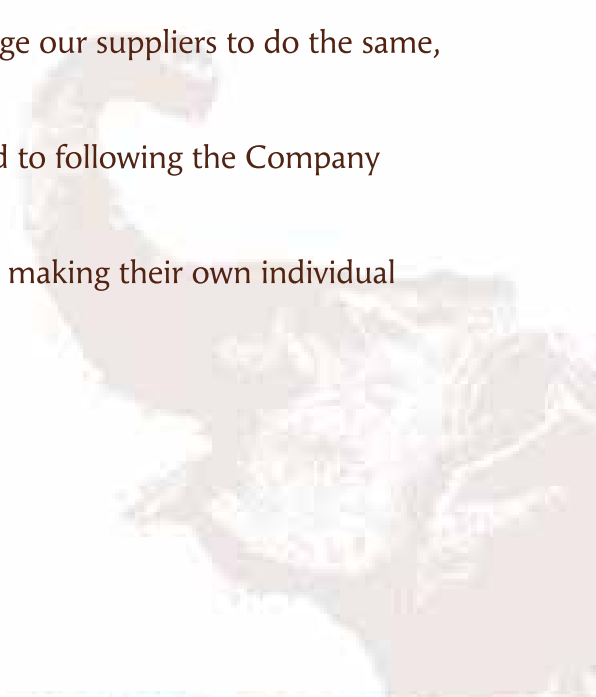 ge our suppliers to do the same,
d to following the Company
making their own individual